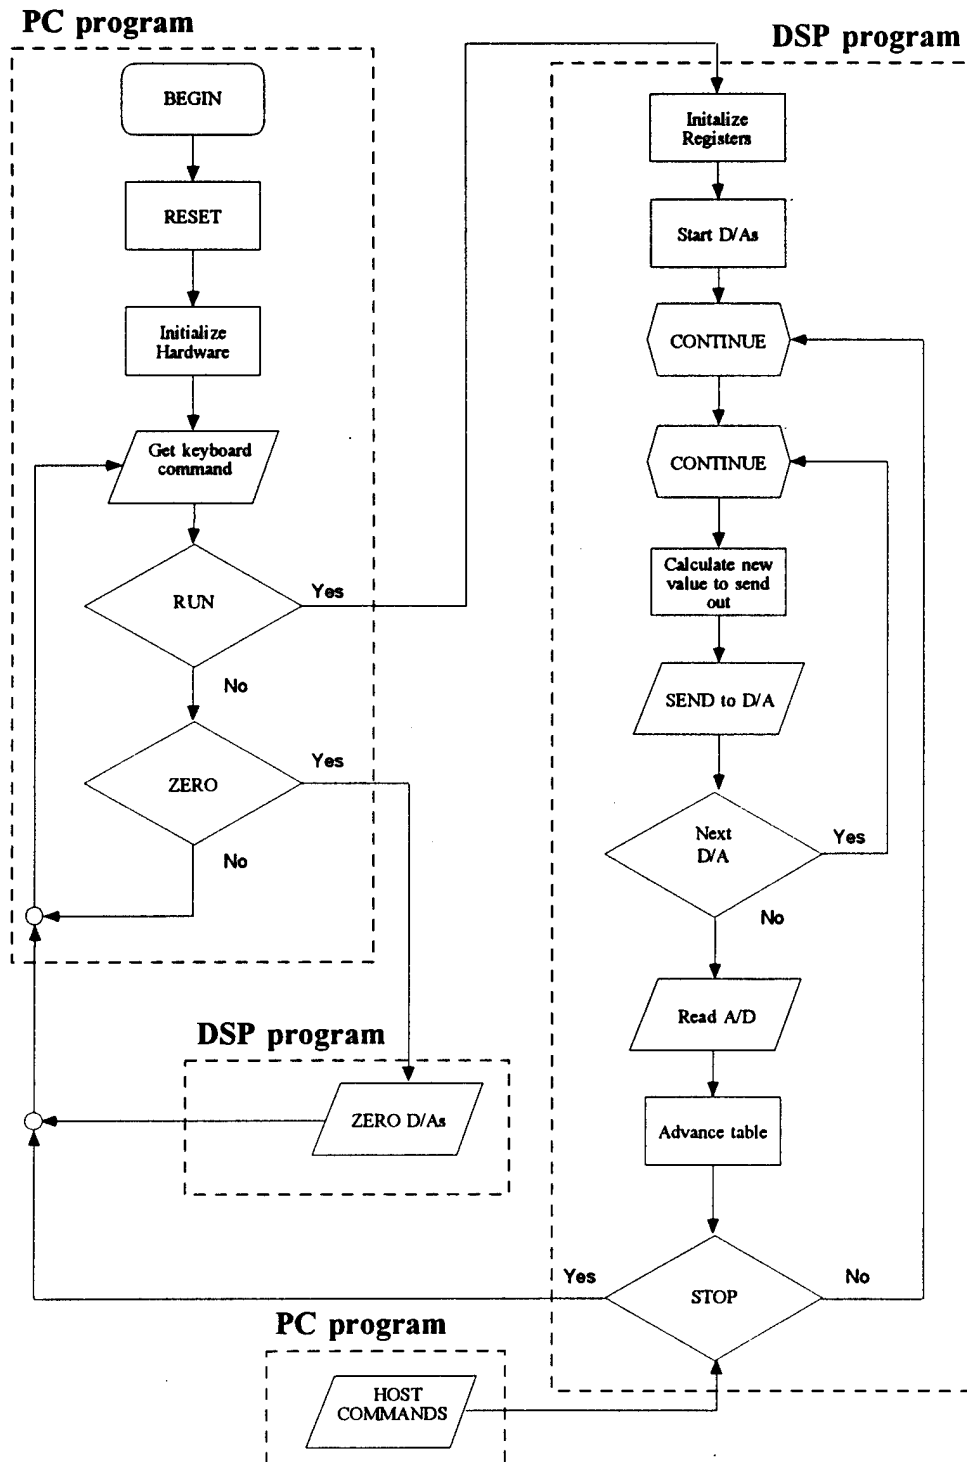 PC program
BEGIN
RESET
Initialize
Hardware
Get keyboard
command
RUN
Yes
No
ZERO
Yes
No
DSP program
ZERO D/As
DSP program
Initalize
Registers
Start D/As
CONTINUE
CONTINUE
Calculate new
value to send
out
SEND to D/A
Next
D/A
Yes
No
Read A/D
Advance table
STOP
Yes
No
PC program
HOST
COMMANDS